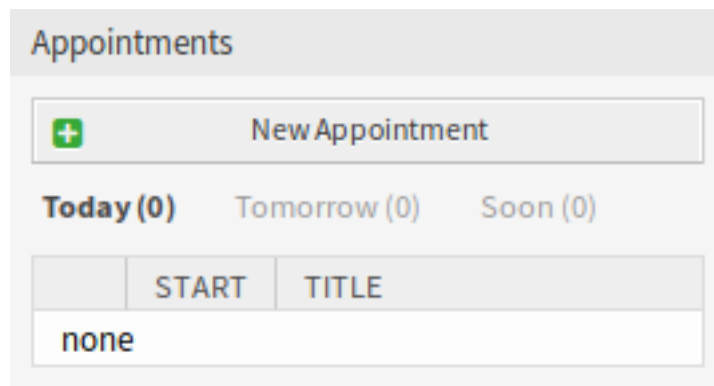 Appointments
New Appointment
Today (0) Tomorrow (0) Soon (0)
START TITLE
none